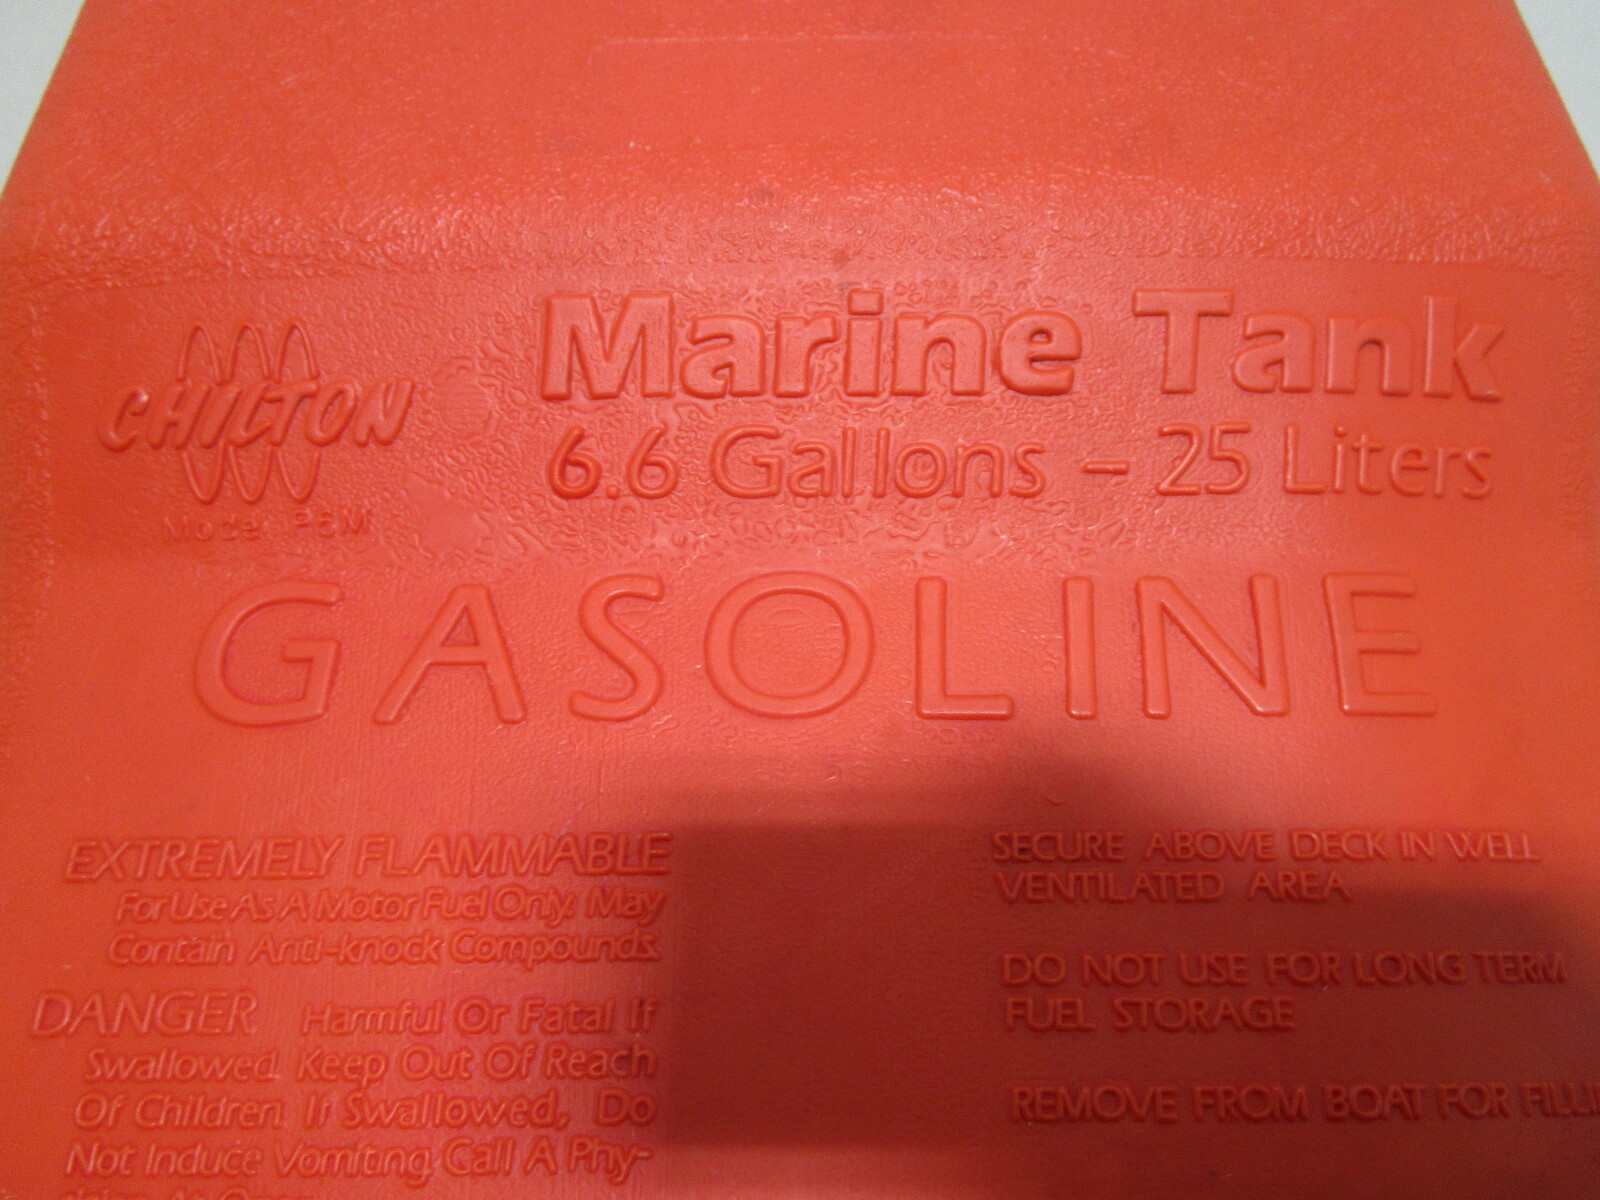 CHILTON
Marine Tank
6.6 Gallons – 25 Liters
Model P6M
GASOLINE
EXTREMELY FLAMMABLE
For Use As A Motor Fuel Only. May
Contain Anti-knock Compounds
DANGER Harmful Or Fatal If
Swallowed. Keep Out Of Reach
Of Children. If Swallowed, Do
Not Induce Vomiting. Call A Phy-
SECURE ABOVE DECK IN WELL
VENTILATED AREA
DO NOT USE FOR LONG TERM
FUEL STORAGE
REMOVE FROM BOAT FOR